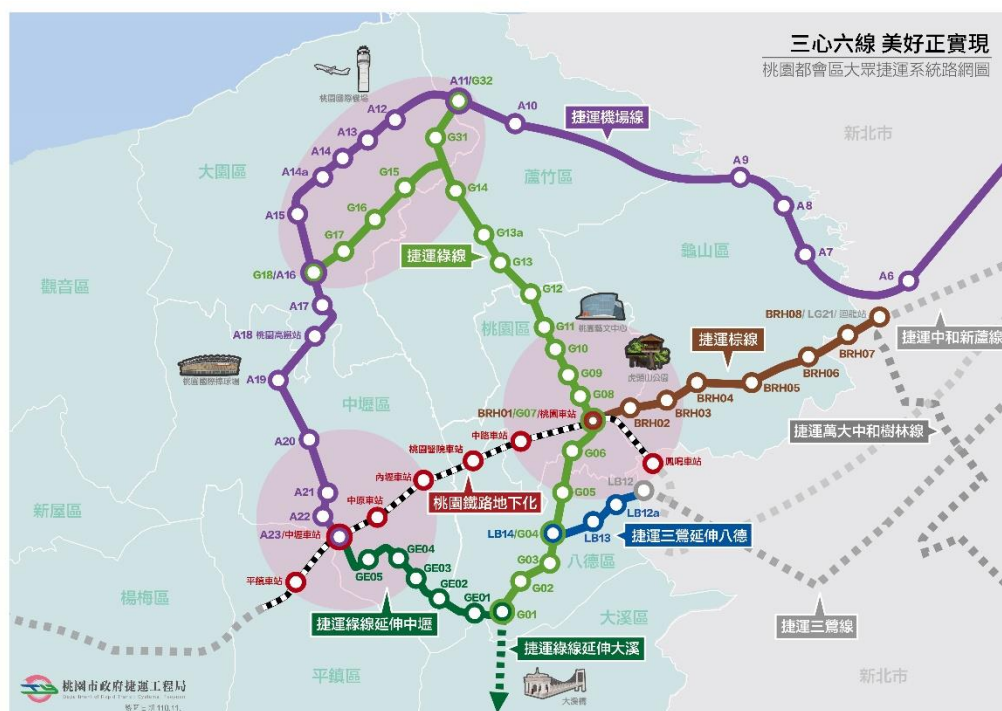 三心六線 美好正實現
桃園都會區大眾捷運系統路網圖
桃園國際機場
A11/G32
A12
A10
捷運機場線
新北市
A13
G31
A14
大園區
A14a
G15
G14
蘆竹區
A9
A15
G16
A8
G17
G13a
捷運綠線
龜山區
A7
G13
G18/A16
A6
觀音區
G12
A17
BRH08/ LG21/ 迴龍站
桃園區
桃園藝文中心
G11
A18 桃園高鐵站
捷運棕線
捷運中和新蘆線
G10
虎頭山公園
BRH07
桃園國際棒球場
G09
BRH06
A19
G08
BRH05
BRH04
中壢區
BRH01/G07/桃園車站
BRH03
BRH02
中路車站
捷運萬大中和樹林線
A20
桃園醫院車站
G06
鳳鳴車站
內壢車站
桃園鐵路地下化
LB12
A21
G05
新屋區
中原車站
LB12a
A22
A23/中壢車站
LB14/G04
LB13
捷運三鶯延伸八德
GE04
G03
八德區
GE05
GE03
平鎮車站
GE02
G02
楊梅區
GE01
G01
大溪區
捷運綠線延伸中壢
捷運三鶯線
捷運綠線延伸大溪
平鎮區
新北市
桃園市政府捷運工程局
大溪橋